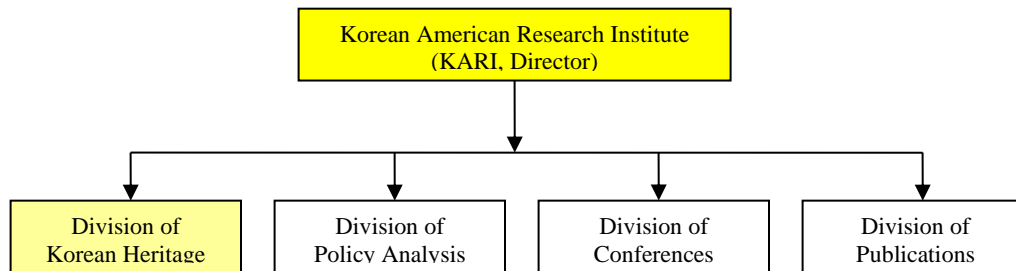 Korean American Research Institute
(KARI, Director)
Division of
Korean Heritage
Division of
Policy Analysis
Division of
Conferences
Division of
Publications